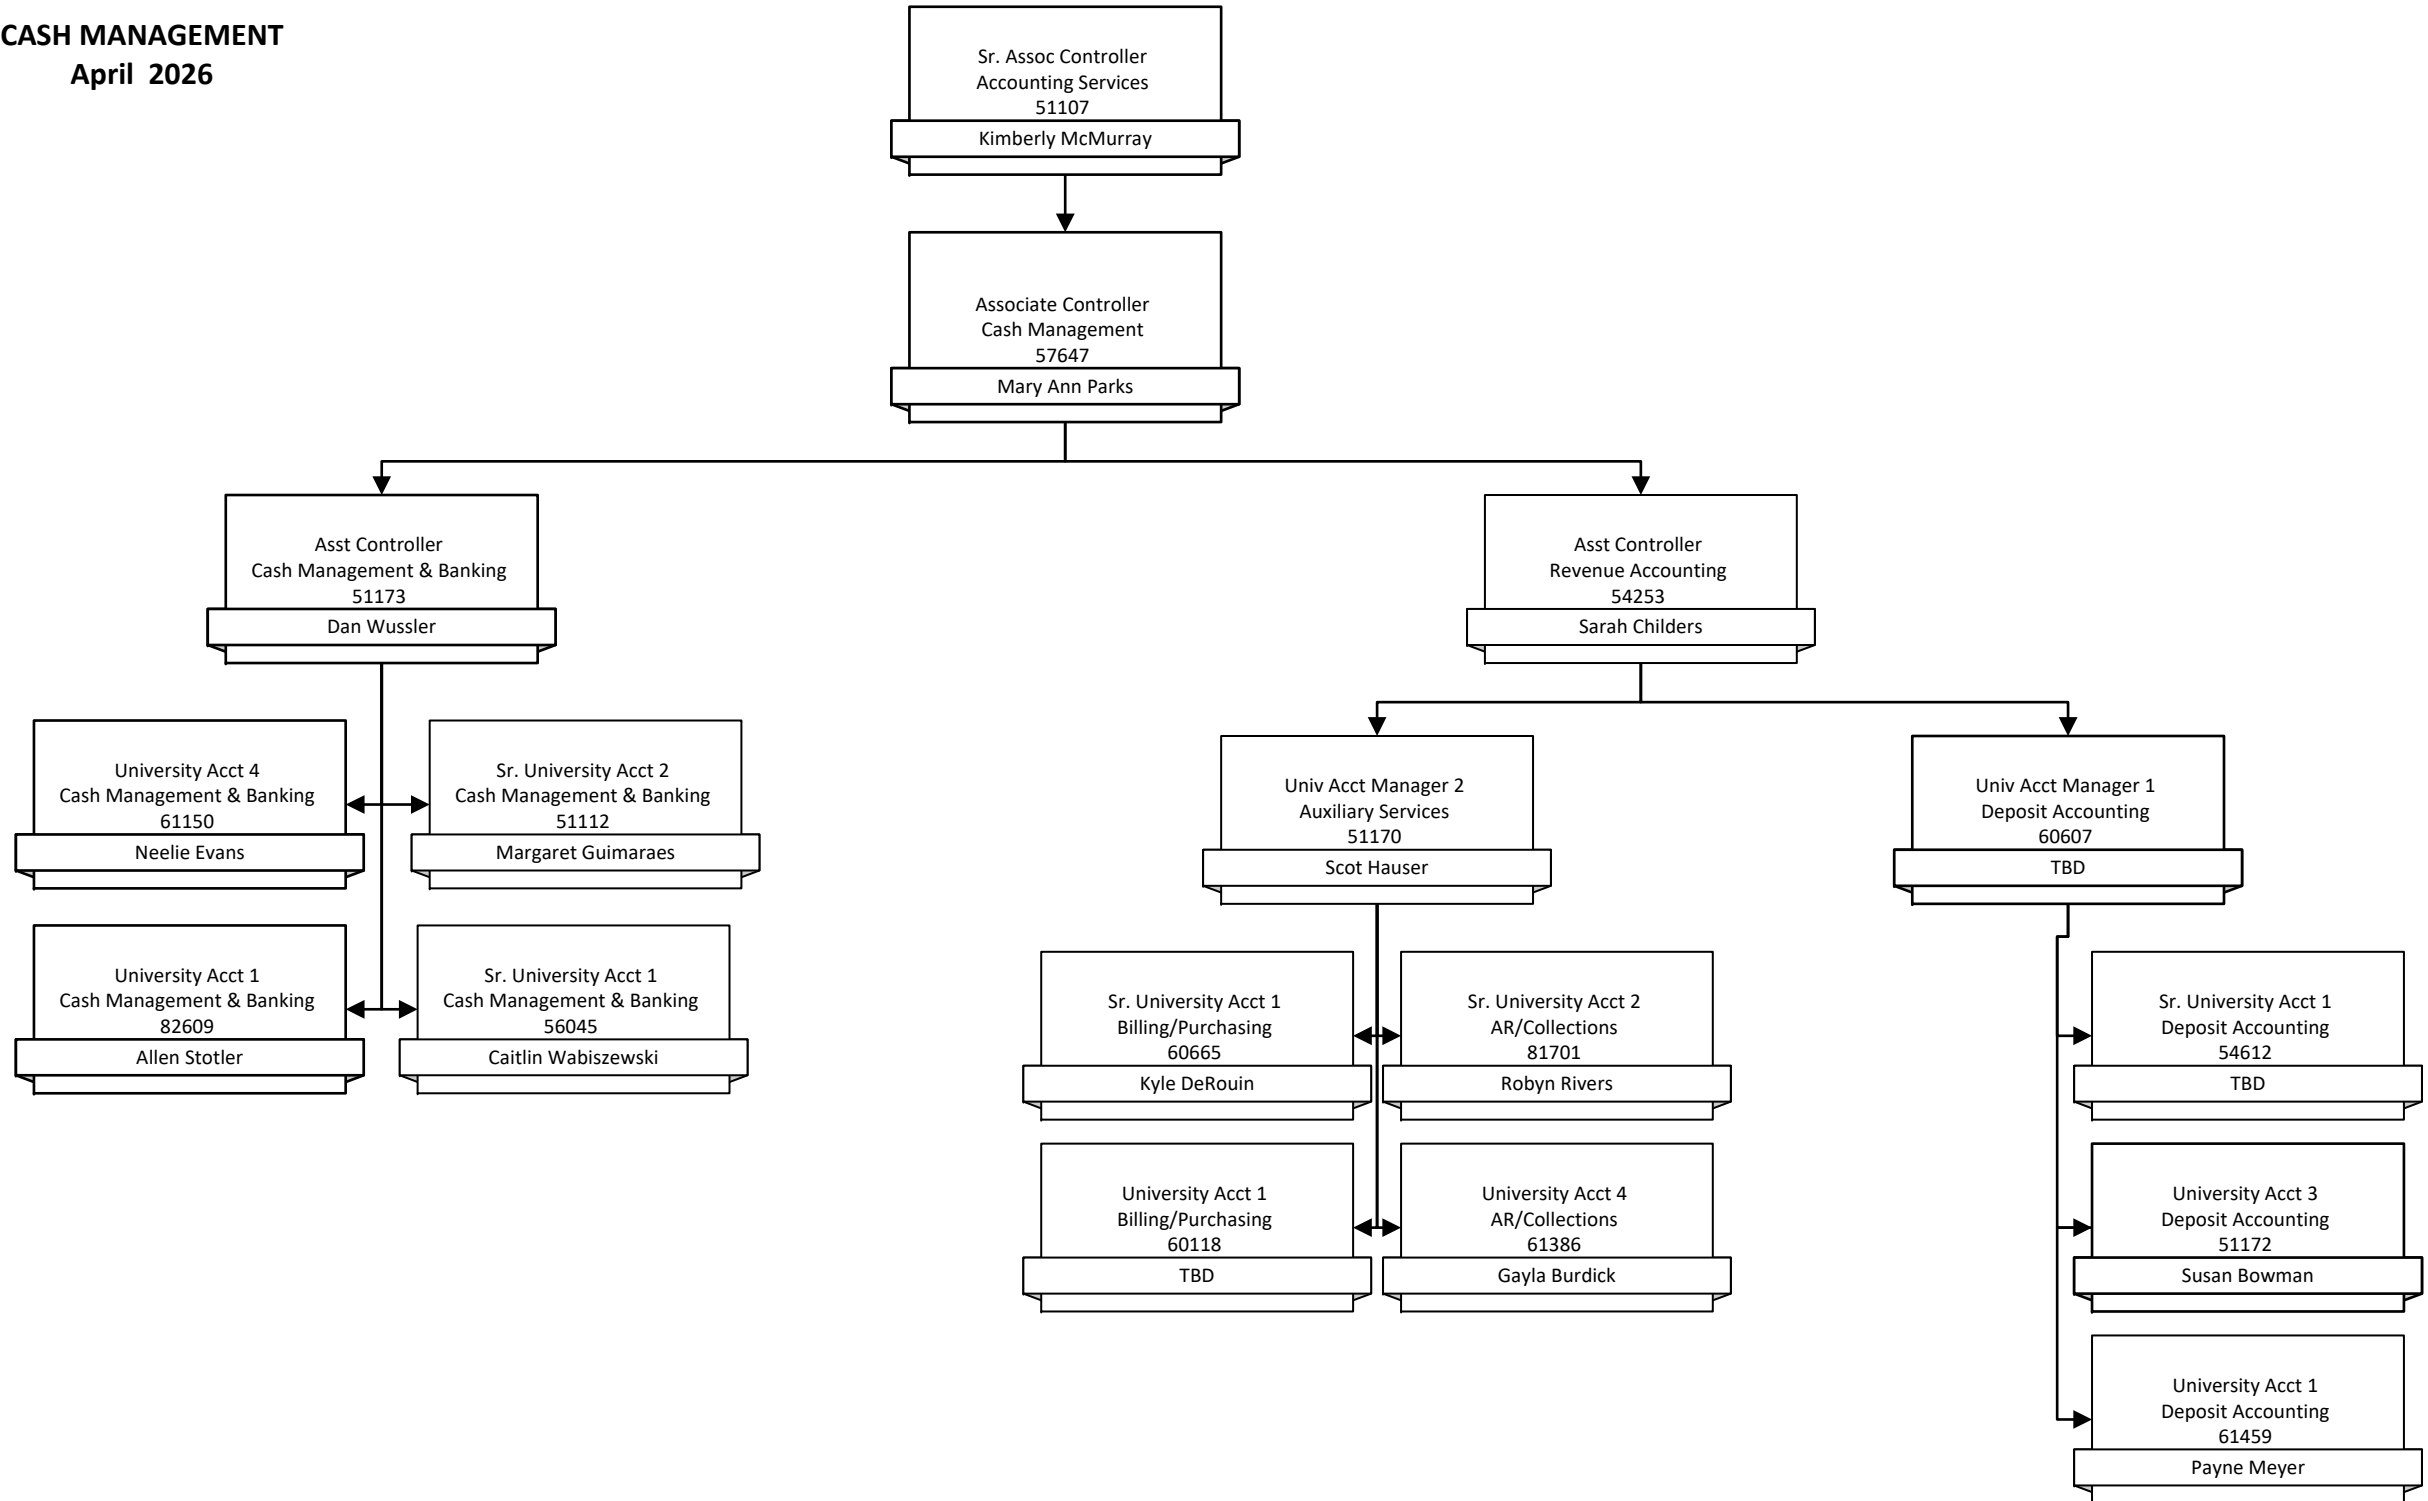 CASH MANAGEMENT
April 2026
Sr. Assoc Controller
Accounting Services
51107
Kimberly McMurray
Associate Controller
Cash Management
57647
Mary Ann Parks
Asst Controller
Cash Management & Banking
51173
Dan Wussler
Asst Controller
Revenue Accounting
54253
Sarah Childers
University Acct 4
Cash Management & Banking
61150
Neelie Evans
Sr. University Acct 2
Cash Management & Banking
51112
Margaret Guimaraes
Univ Acct Manager 2
Auxiliary Services
51170
Scot Hauser
Univ Acct Manager 1
Deposit Accounting
60607
TBD
University Acct 1
Cash Management & Banking
82609
Allen Stotler
Sr. University Acct 1
Cash Management & Banking
56045
Caitlin Wabiszewski
Sr. University Acct 1
Billing/Purchasing
60665
Kyle DeRouin
Sr. University Acct 2
AR/Collections
81701
Robyn Rivers
Sr. University Acct 1
Deposit Accounting
54612
TBD
University Acct 1
Billing/Purchasing
60118
TBD
University Acct 4
AR/Collections
61386
Gayla Burdick
University Acct 3
Deposit Accounting
51172
Susan Bowman
University Acct 1
Deposit Accounting
61459
Payne Meyer